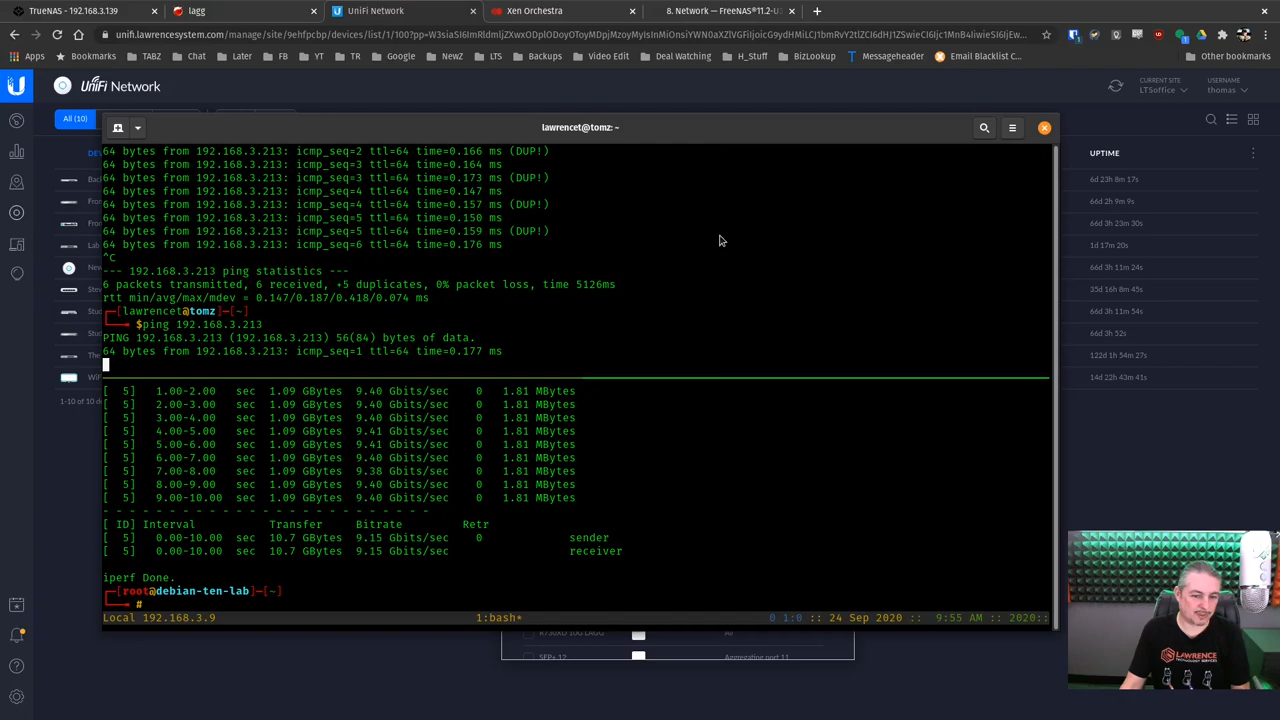 TrueNAS - 192.168.3.139
lagg
UniFi Network
Xen Orchestra
8. Network — FreeNAS®11.2-U
Apps
Bookmarks
TABZ
Chat
Later
FB
YT
TR
Google
NewZ
LTS
Backups
Video Edit
Deal Watching
H_Stuff
BizLookup
Messageheader
Email Blacklist C
Other bookmarks
UniFi Network
CURRENT SITE
LTSoffice
USERNAME
thomas
All (10)
lawrencet@tomz: ~
64 bytes from 192.168.3.213: icmp_seq=2 ttl=64 time=0.166 ms (DUP!)
64 bytes from 192.168.3.213: icmp_seq=3 ttl=64 time=0.164 ms
64 bytes from 192.168.3.213: icmp_seq=3 ttl=64 time=0.173 ms (DUP!)
64 bytes from 192.168.3.213: icmp_seq=4 ttl=64 time=0.147 ms
64 bytes from 192.168.3.213: icmp_seq=4 ttl=64 time=0.157 ms (DUP!)
64 bytes from 192.168.3.213: icmp_seq=5 ttl=64 time=0.150 ms
64 bytes from 192.168.3.213: icmp_seq=5 ttl=64 time=0.159 ms (DUP!)
64 bytes from 192.168.3.213: icmp_seq=6 ttl=64 time=0.176 ms
^C
--- 192.168.3.213 ping statistics ---
6 packets transmitted, 6 received, +5 duplicates, 0% packet loss, time 5126ms
rtt min/avg/max/mdev = 0.147/0.187/0.418/0.074 ms
[lawrencet@tomz]-[~]
$ping 192.168.3.213
PING 192.168.3.213 (192.168.3.213) 56(84) bytes of data.
64 bytes from 192.168.3.213: icmp_seq=1 ttl=64 time=0.177 ms
[ 5] 1.00-2.00 sec 1.09 GBytes 9.40 Gbits/sec 0 1.81 MBytes
[ 5] 2.00-3.00 sec 1.09 GBytes 9.40 Gbits/sec 0 1.81 MBytes
[ 5] 3.00-4.00 sec 1.09 GBytes 9.40 Gbits/sec 0 1.81 MBytes
[ 5] 4.00-5.00 sec 1.09 GBytes 9.41 Gbits/sec 0 1.81 MBytes
[ 5] 5.00-6.00 sec 1.09 GBytes 9.41 Gbits/sec 0 1.81 MBytes
[ 5] 6.00-7.00 sec 1.09 GBytes 9.40 Gbits/sec 0 1.81 MBytes
[ 5] 7.00-8.00 sec 1.09 GBytes 9.38 Gbits/sec 0 1.81 MBytes
[ 5] 8.00-9.00 sec 1.09 GBytes 9.40 Gbits/sec 0 1.81 MBytes
[ 5] 9.00-10.00 sec 1.09 GBytes 9.40 Gbits/sec 0 1.81 MBytes
- - - - - - - - - - - - - - - - - - - - - - - - -
[ ID] Interval Transfer Bitrate Retr
[ 5] 0.00-10.00 sec 10.7 GBytes 9.15 Gbits/sec 0 sender
[ 5] 0.00-10.00 sec 10.7 GBytes 9.15 Gbits/sec receiver
iperf Done.
[root@debian-ten-lab]-[~]
#
Local 192.168.3.9 1:bash* 0 1:0 :: 24 Sep 2020 :: 9:55 AM :: 2020::
UPTIME
6d 23h 8m 17s
66d 2h 9m 9s
66d 3h 23m 30s
1d 17m 20s
66d 3h 11m 24s
35d 16h 8m 45s
66d 3h 11m 34s
66d 3h 52m
122d 1h 54m 27s
14d 22h 43m 41s
R730XD 10G LAGG All
SFP+ 12 Aggregating port 11
LAWRENCE